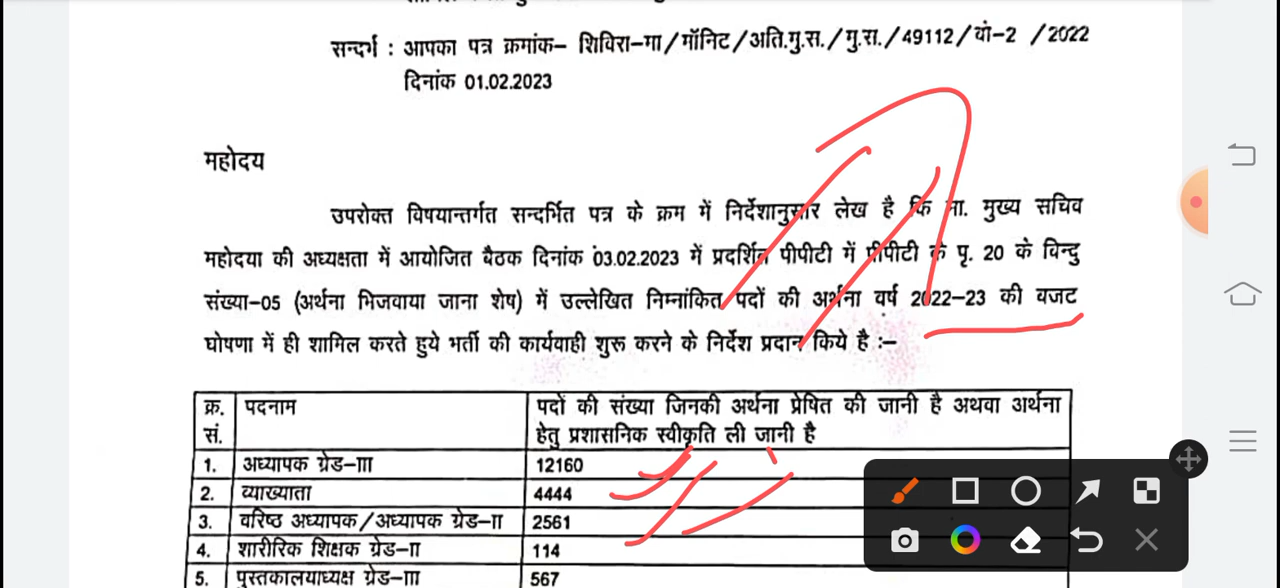 सन्दर्भ : आपका पत्र क्रमांक– शिविरा–मा/मॉनिट/अति.मु.स./मु.स./49112/वो–2 /2022
दिनांक 01.02.2023
महोदय
उपरोक्त विषयान्तर्गत सन्दर्भित पत्र के क्रम में निर्देशानुसार लेख है कि मा. मुख्य सचिव
महोदया की अध्यक्षता में आयोजित बैठक दिनांक 03.02.2023 में प्रदर्शित पीपीटी में पीपीटी के पृ. 20 के विन्दु
संख्या–05 (अर्थना भिजवाया जाना शेष) में उल्लेखित निम्नांकित पदों की अर्थना वर्ष 2022–23 की बजट
घोषणा में ही शामिल करते हुये भर्ती की कार्यवाही शुरू करने के निर्देश प्रदान किये है :–
क्र. सं. पदनाम पदों की संख्या जिनकी अर्थना प्रेषित की जानी है अथवा अर्थना
हेतु प्रशासनिक स्वीकृति ली जानी है
1. अध्यापक ग्रेड–III 12160
2. व्याख्याता 4444
3. वरिष्ठ अध्यापक/अध्यापक ग्रेड–II 2561
4. शारीरिक शिक्षक ग्रेड–II 114
5. पुस्तकालयाध्यक्ष ग्रेड–III 567